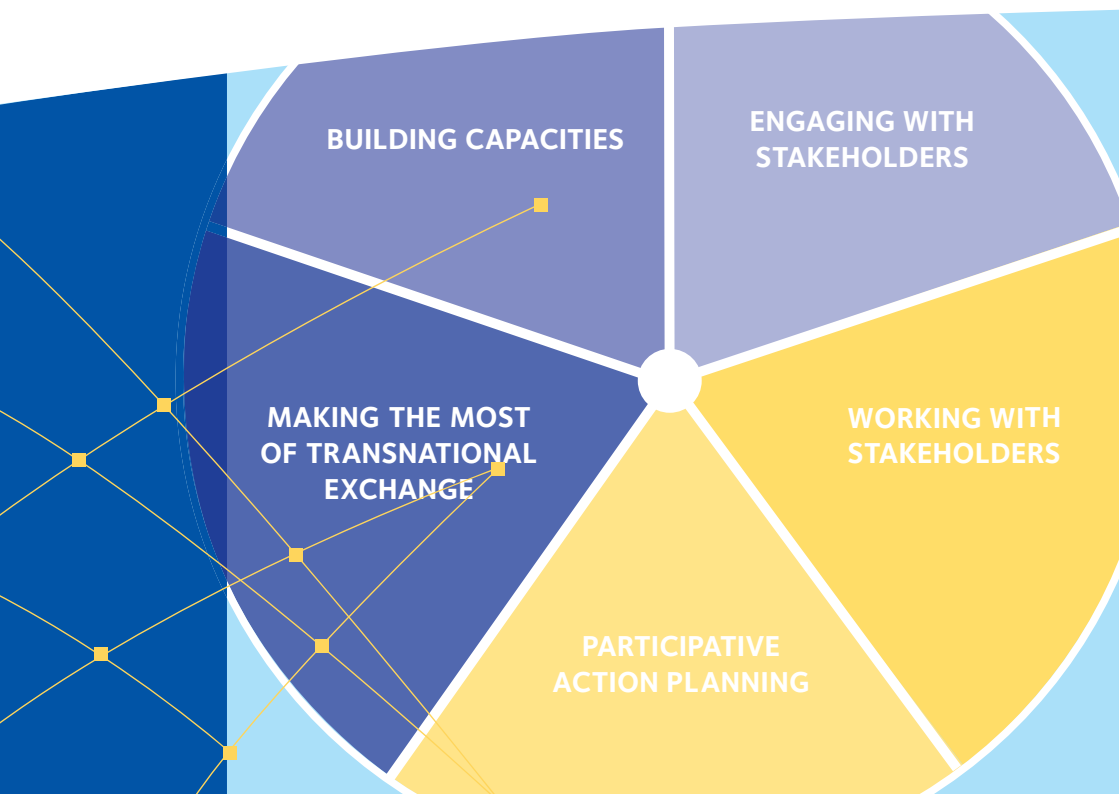 BUILDING CAPACITIES
ENGAGING WITH
STAKEHOLDERS
MAKING THE MOST
OF TRANSNATIONAL
EXCHANGE
WORKING WITH
STAKEHOLDERS
PARTICIPATIVE
ACTION PLANNING